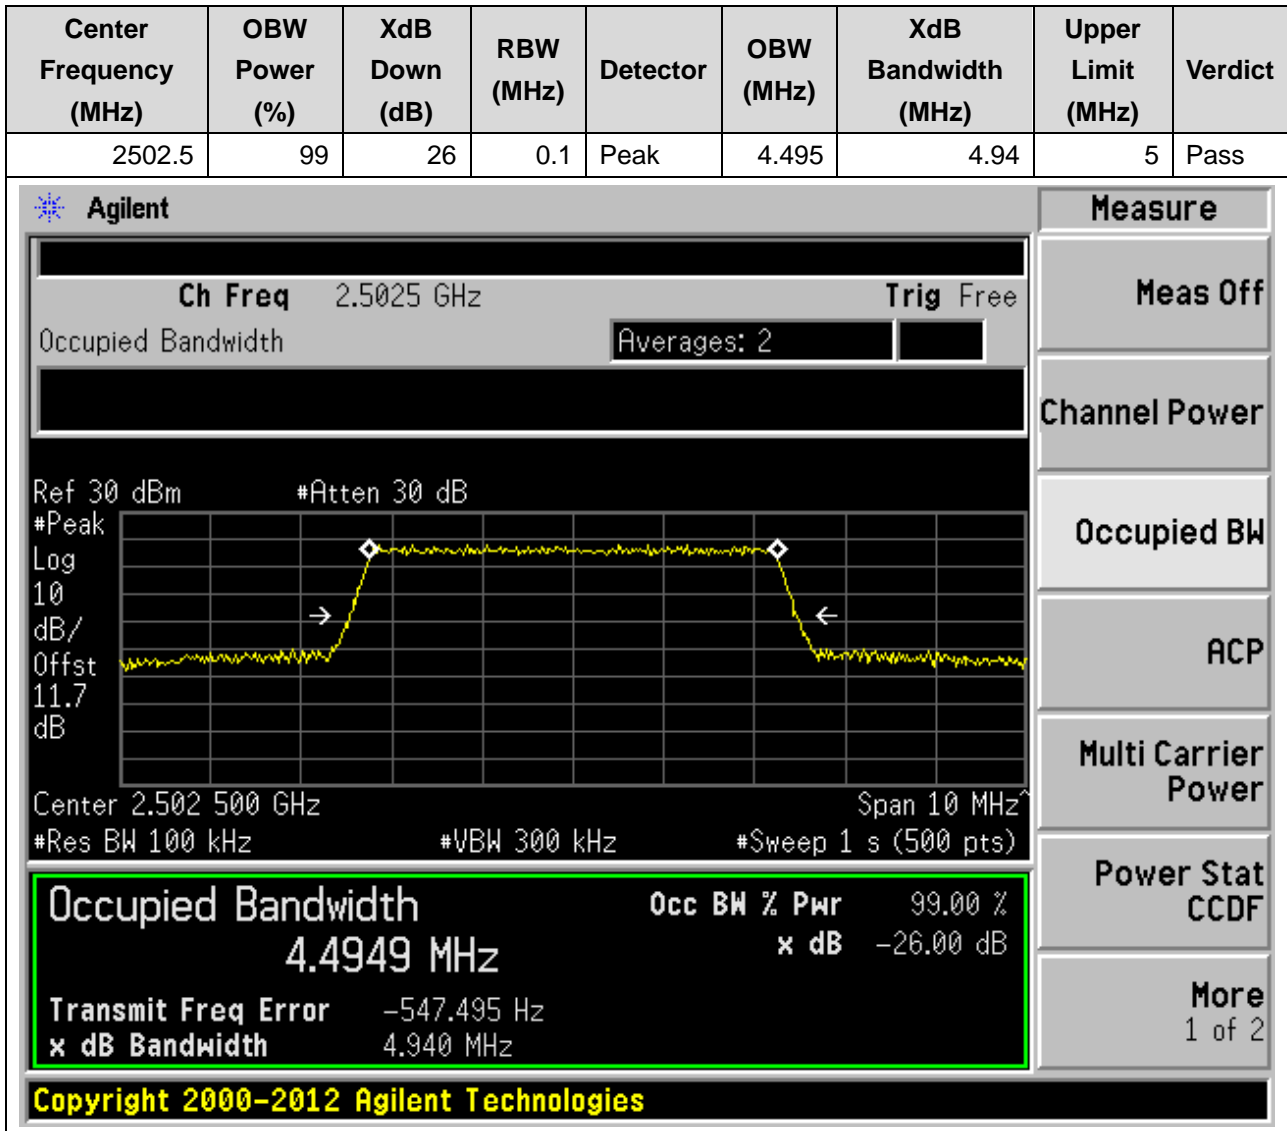 Center Frequency (MHz) OBW Power (%) XdB Down (dB) RBW (MHz) Detector OBW (MHz) XdB Bandwidth (MHz) Upper Limit (MHz) Verdict
2502.5 99 26 0.1 Peak 4.495 4.94 5 Pass
Agilent
Measure
Ch Freq 2.5025 GHz Trig Free
Occupied Bandwidth Averages: 2
Ref 30 dBm #Atten 30 dB
#Peak
Log
10
dB/
Offst
11.7
dB
Center 2.502 500 GHz Span 10 MHz^
#Res BW 100 kHz #VBW 300 kHz #Sweep 1 s (500 pts)
Occupied Bandwidth Occ BW % Pwr 99.00 %
4.4949 MHz x dB -26.00 dB
Transmit Freq Error -547.495 Hz
x dB Bandwidth 4.940 MHz
Meas Off
Channel Power
Occupied BW
ACP
Multi Carrier
Power
Power Stat
CCDF
More
1 of 2
Copyright 2000-2012 Agilent Technologies